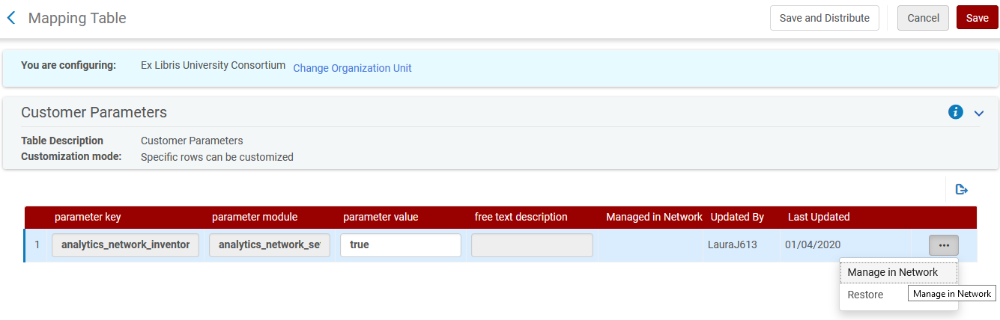 Mapping Table
Save and Distribute
Cancel
Save
You are configuring: Ex Libris University Consortium Change Organization Unit
Customer Parameters
Table Description Customer Parameters
Customization mode: Specific rows can be customized
parameter key parameter module parameter value free text description Managed in Network Updated By Last Updated
1 analytics_network_inventor analytics_network_se true LauraJ613 01/04/2020
Manage in Network
Restore
Manage in Network